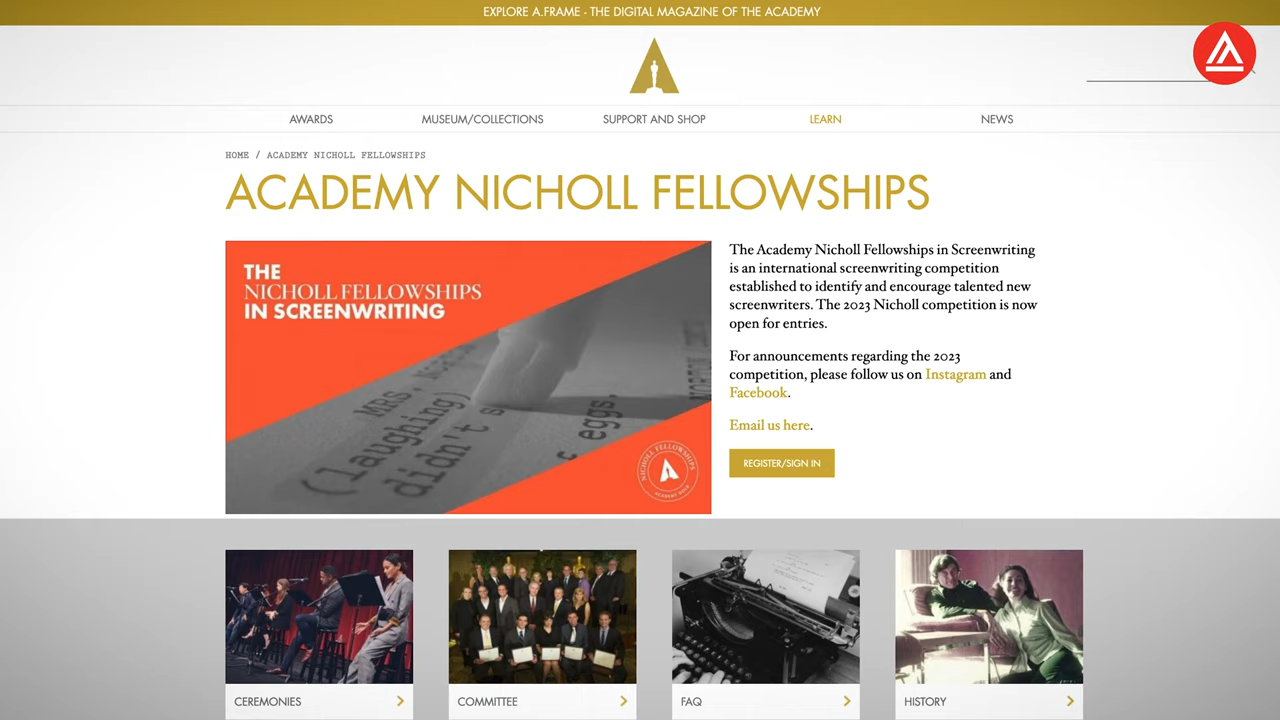 EXPLORE A.FRAME - THE DIGITAL MAGAZINE OF THE ACADEMY
AWARDS
MUSEUM/COLLECTIONS
SUPPORT AND SHOP
LEARN
NEWS
HOME / ACADEMY NICHOLL FELLOWSHIPS
ACADEMY NICHOLL FELLOWSHIPS
THE
NICHOLL FELLOWSHIPS
IN SCREENWRITING
MRS.
(laughing)
didn't s
c eggs.
NICHOLL FELLOWSHIPS
The Academy Nicholl Fellowships in Screenwriting
is an international screenwriting competition
established to identify and encourage talented new
screenwriters. The 2023 Nicholl competition is now
open for entries.
For announcements regarding the 2023
competition, please follow us on Instagram and
Facebook.
Email us here.
REGISTER/SIGN IN
CEREMONIES
COMMITTEE
FAQ
HISTORY